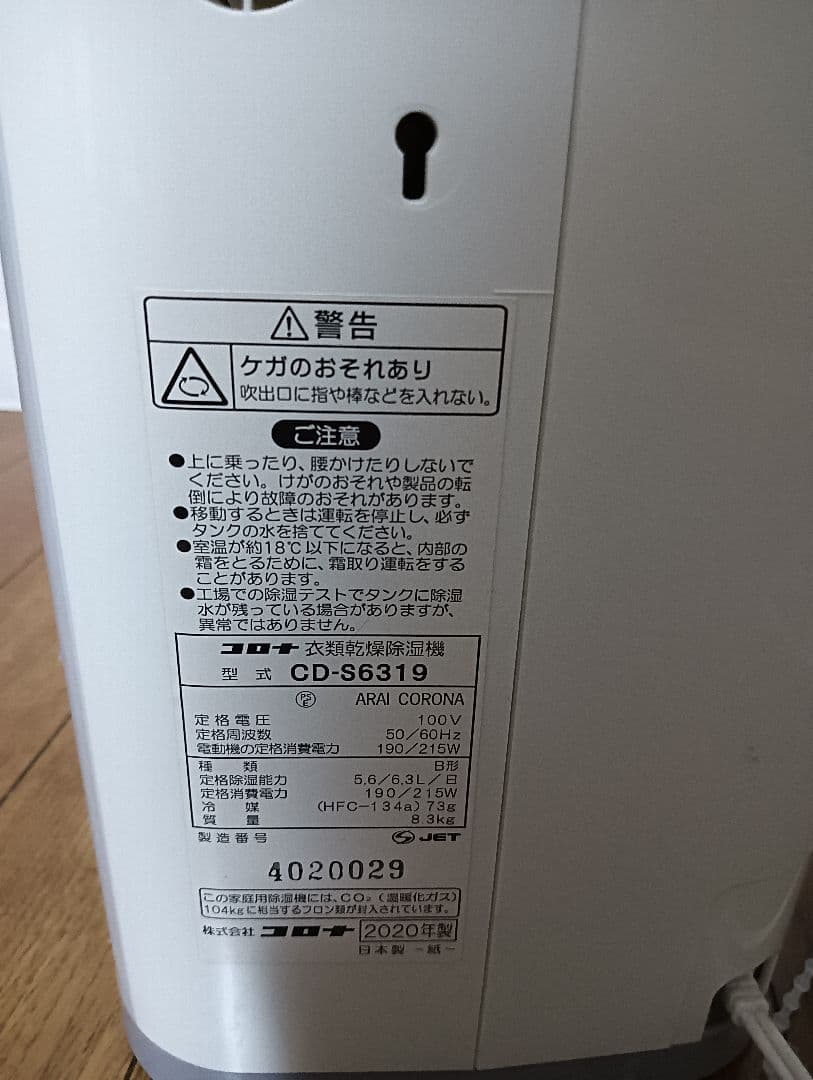 ⚠警告
ケガのおそれあり
吹出口に指や棒などを入れない。
ご注意
●上に乗ったり、腰かけたりしないで
ください。けがのおそれや製品の転
倒により故障のおそれがあります。
●移動するときは運転を停止し、必ず
タンクの水を捨ててください。
●室温が約18℃以下になると、内部の
霜をとるために、霜取り運転をする
ことがあります。
●工場での除湿テストでタンクに除湿
水が残っている場合がありますが、
異常ではありません。
コロナ 衣類乾燥除湿機
型式 CD-S6319
PSE ARAI CORONA
定格電圧 100V
定格周波数 50/60Hz
電動機の定格消費電力 190/215W
種類 B形
定格除湿能力 5.6/6.3L/日
定格消費電力 190/215W
冷媒 (HFC-134a) 73g
質量 8.3kg
製造番号 S JET
4020029
この家庭用除湿機には、CO₂(温暖化ガス)
104kgに相当するフロン類が封入されています。
株式会社 コロナ 2020年製
日本製 -紙-